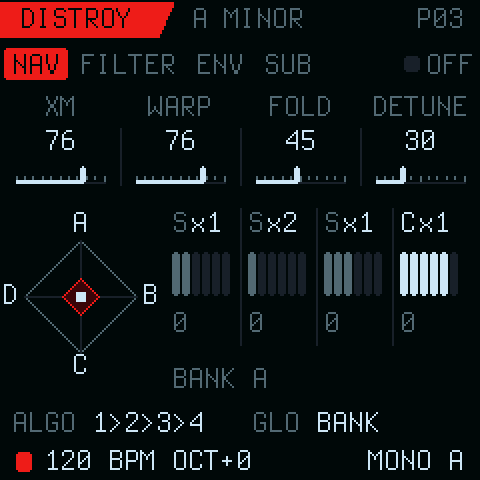 DISTROY A MINOR P03
NAV FILTER ENV SUB OFF
XM WARP FOLD DETUNE
76 76 45 30
A
Sx1 Sx2 Sx1 Cx1
D B
0 0 0 0
C
BANK A
ALGO 1>2>3>4 GLO BANK
120 BPM OCT+0 MONO A